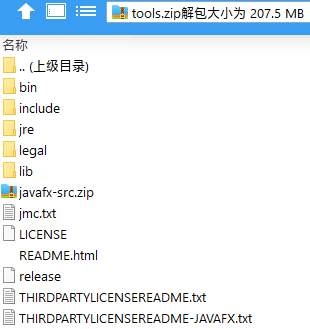 tools.zip解包大小为 207.5 MB
名称
.. (上级目录)
bin
include
jre
legal
lib
javafx-src.zip
jmc.txt
LICENSE
README.html
release
THIRDPARTYLICENSEREADME.txt
THIRDPARTYLICENSEREADME-JAVAFX.txt